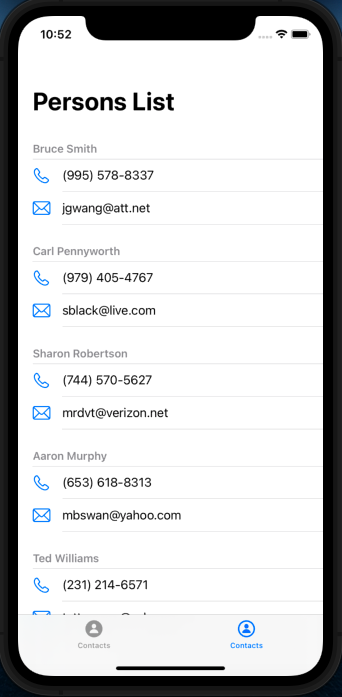 10:52
Persons List
Bruce Smith
(995) 578-8337
jgwang@att.net
Carl Pennyworth
(979) 405-4767
sblack@live.com
Sharon Robertson
(744) 570-5627
mrdvt@verizon.net
Aaron Murphy
(653) 618-8313
mbswan@yahoo.com
Ted Williams
(231) 214-6571
Contacts
Contacts